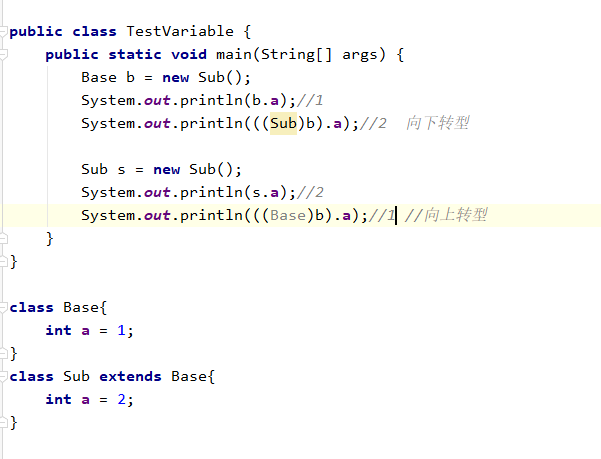 public class TestVariable {
    public static void main(String[] args) {
        Base b = new Sub();
        System.out.println(b.a);//1
        System.out.println(((Sub)b).a);//2  向下转型
        Sub s = new Sub();
        System.out.println(s.a);//2
        System.out.println(((Base)b).a);//1 //向上转型
    }
}
class Base{
    int a = 1;
}
class Sub extends Base{
    int a = 2;
}